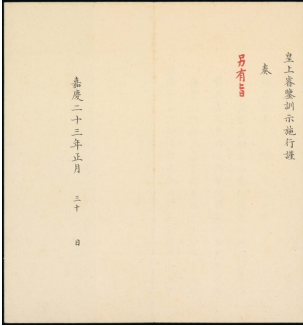 皇上睿鑒訓示施行謹
奏
另有旨
嘉慶二十三年正月 三十 日